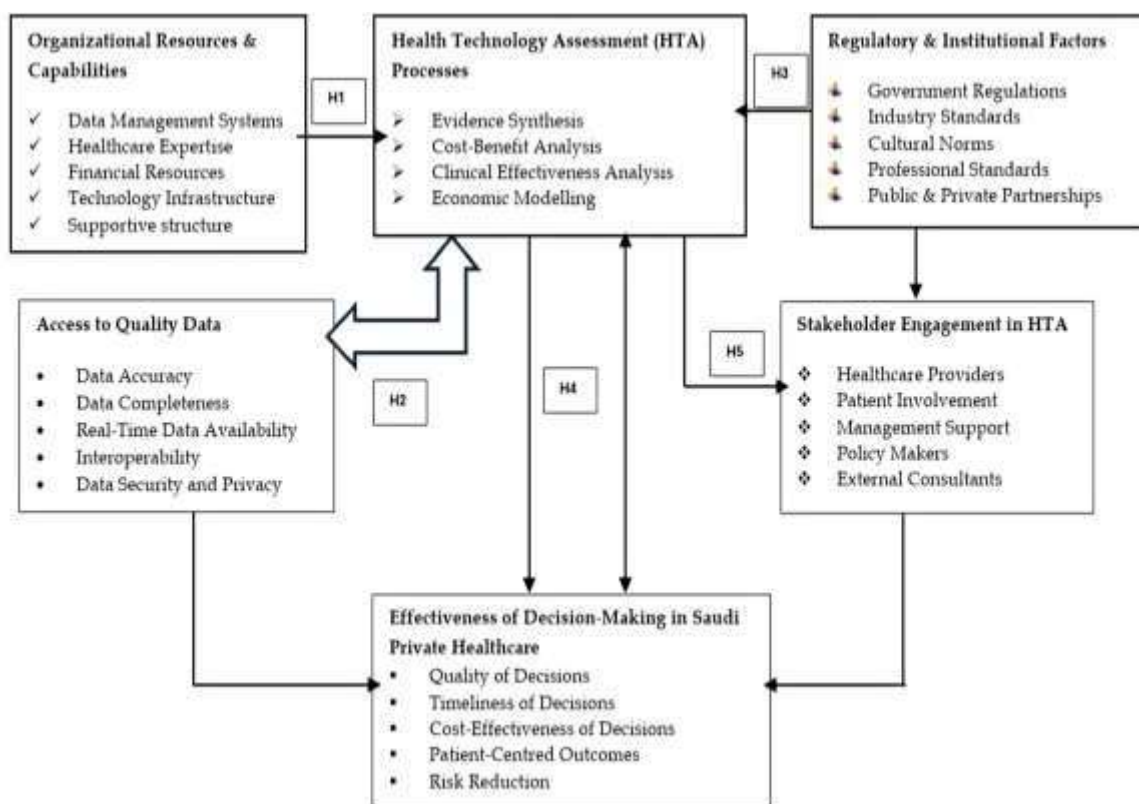 Organizational Resources &
Capabilities
Data Management Systems
Healthcare Expertise
Financial Resources
Technology Infrastructure
Supportive structure
H1
Health Technology Assessment (HTA)
Processes
Evidence Synthesis
Cost-Benefit Analysis
Clinical Effectiveness Analysis
Economic Modelling
H3
Regulatory & Institutional Factors
Government Regulations
Industry Standards
Cultural Norms
Professional Standards
Public & Private Partnerships
Access to Quality Data
Data Accuracy
Data Completeness
Real-Time Data Availability
Interoperability
Data Security and Privacy
H2
H4
H5
Stakeholder Engagement in HTA
Healthcare Providers
Patient Involvement
Management Support
Policy Makers
External Consultants
Effectiveness of Decision-Making in Saudi
Private Healthcare
Quality of Decisions
Timeliness of Decisions
Cost-Effectiveness of Decisions
Patient-Centred Outcomes
Risk Reduction